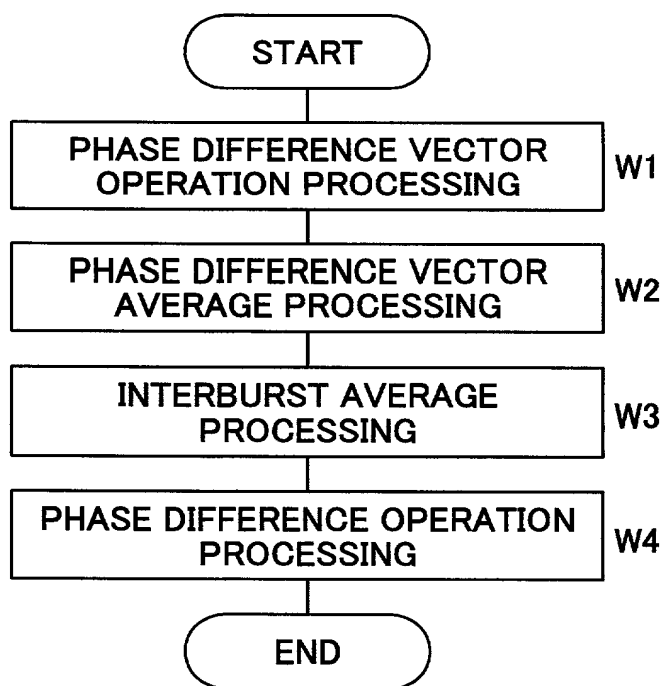 START
PHASE DIFFERENCE VECTOR
OPERATION PROCESSING
W1
PHASE DIFFERENCE VECTOR
AVERAGE PROCESSING
W2
INTERBURST AVERAGE
PROCESSING
W3
PHASE DIFFERENCE OPERATION
PROCESSING
W4
END